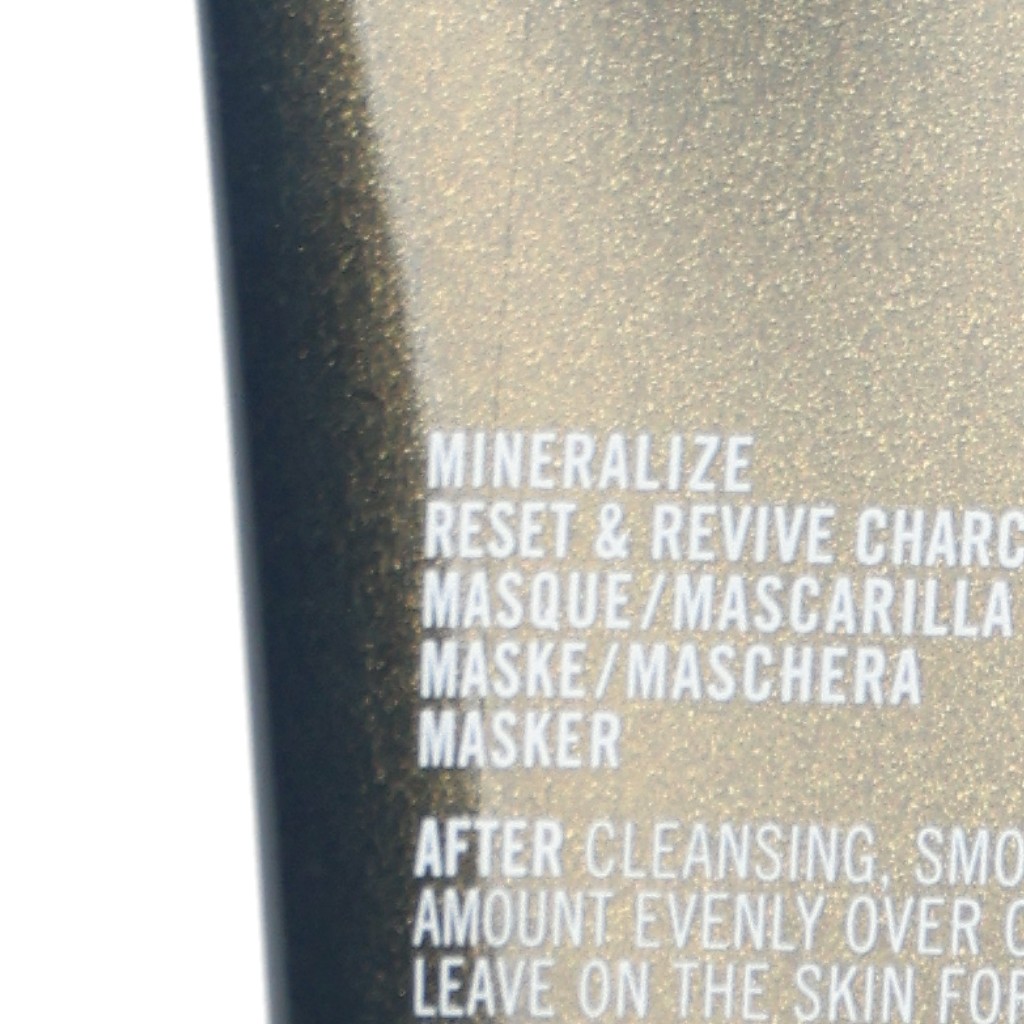 MINERALIZE
RESET & REVIVE CHARC
MASQUE/MASCARILLA
MASKE/MASCHERA
MASKER
AFTER CLEANSING, SMO
AMOUNT EVENLY OVER C
LEAVE ON THE SKIN FOR